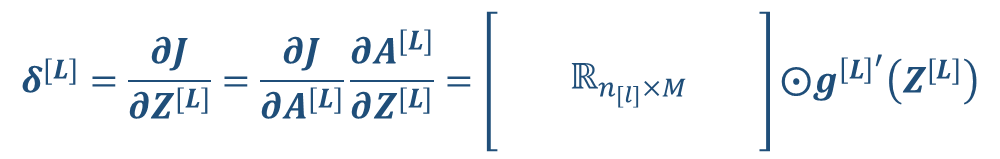 δ^[L] = ∂J/∂Z^[L] = ∂J/∂A^[L] ∂A^[L]/∂Z^[L] = [ ℝ_{n_[l]×M} ] ⊙ g^[L]′(Z^[L])